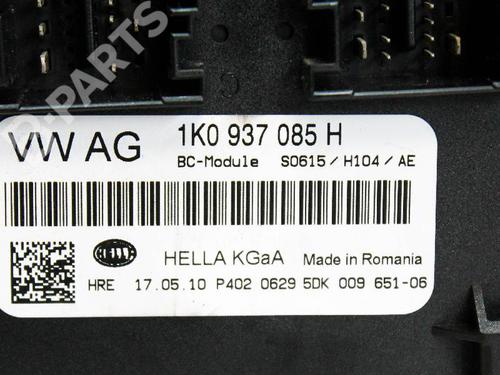 B-PARTS
VW AG 1K0 937 085 H
BC-Module S0615 / H104 / AE
HELLA KGaA Made in Romania
HRE 17.05.10 P402 0629 5DK 009 651-06